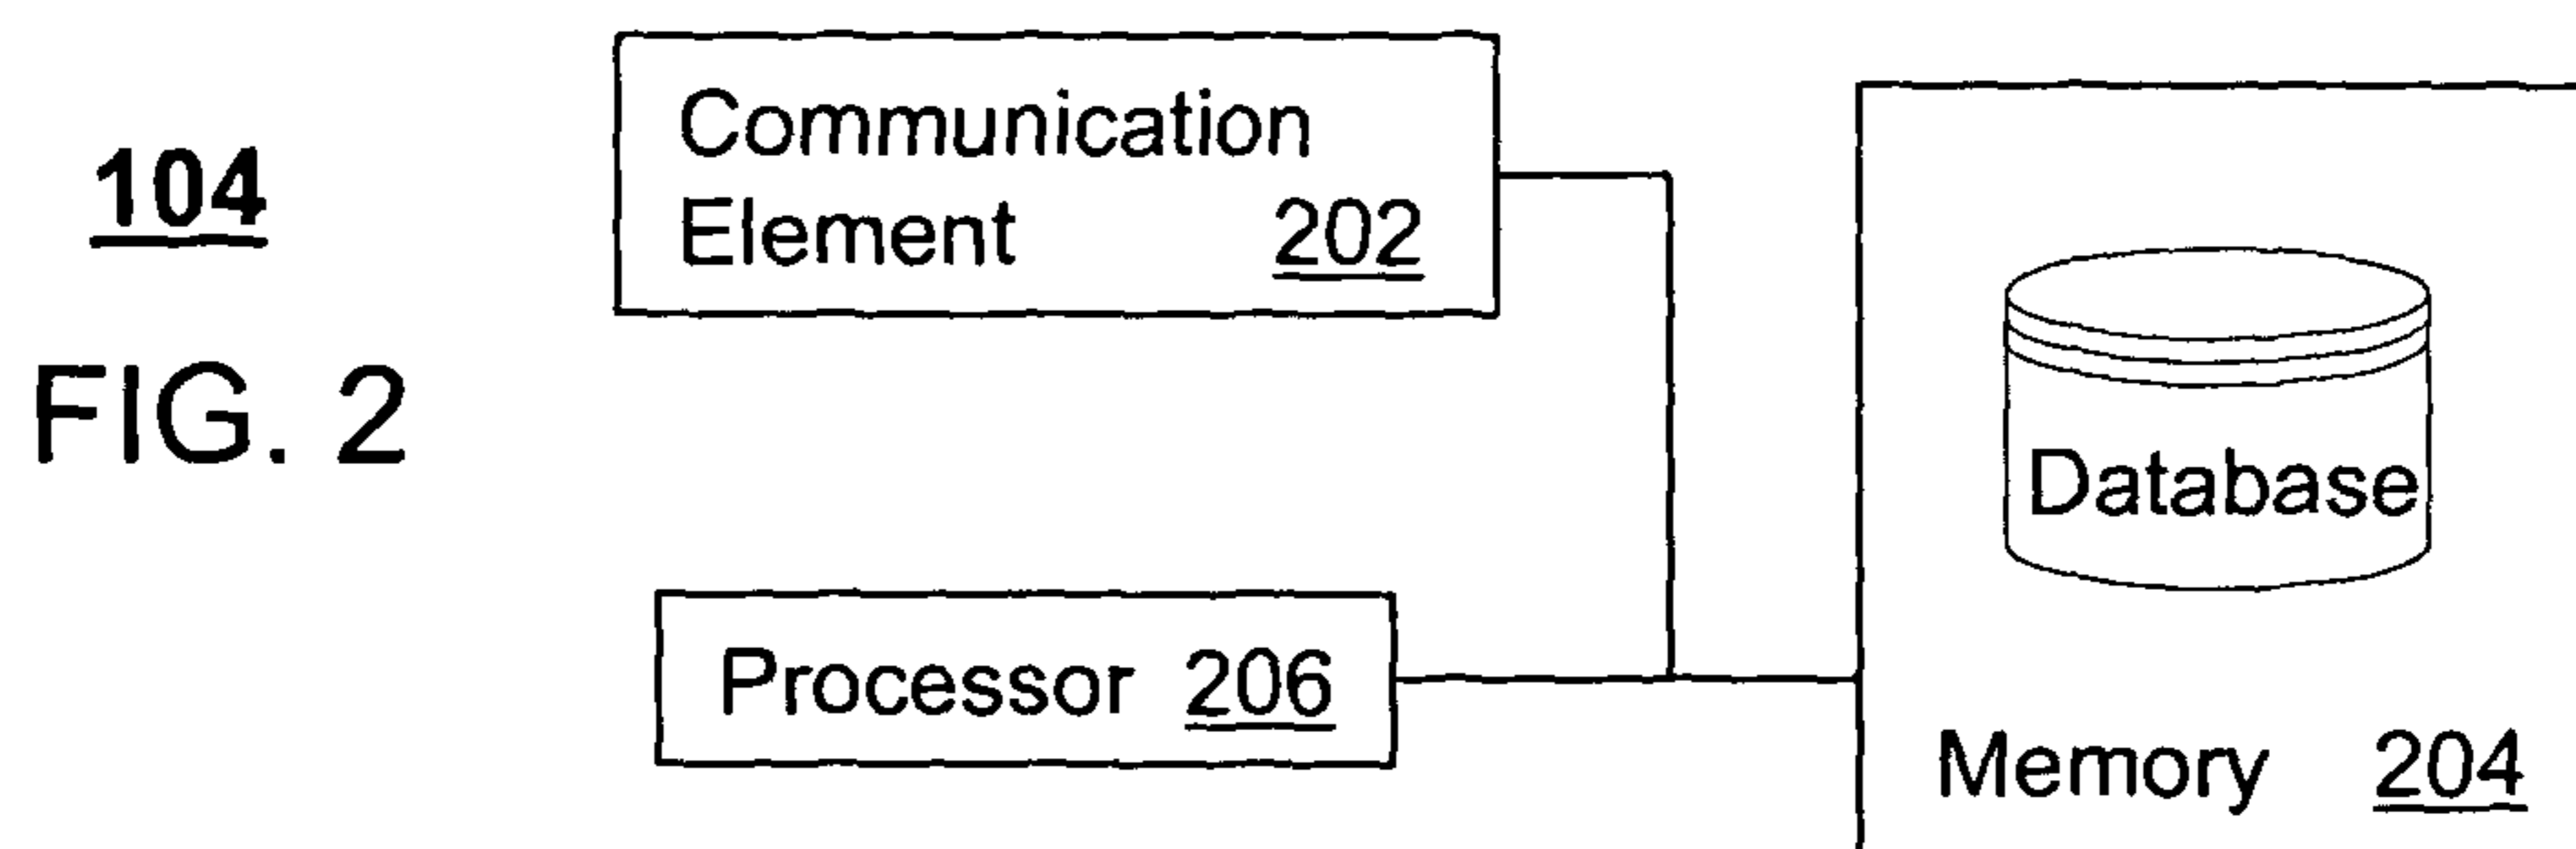 104
FIG. 2
Communication
Element 202
Processor 206
Database
Memory 204